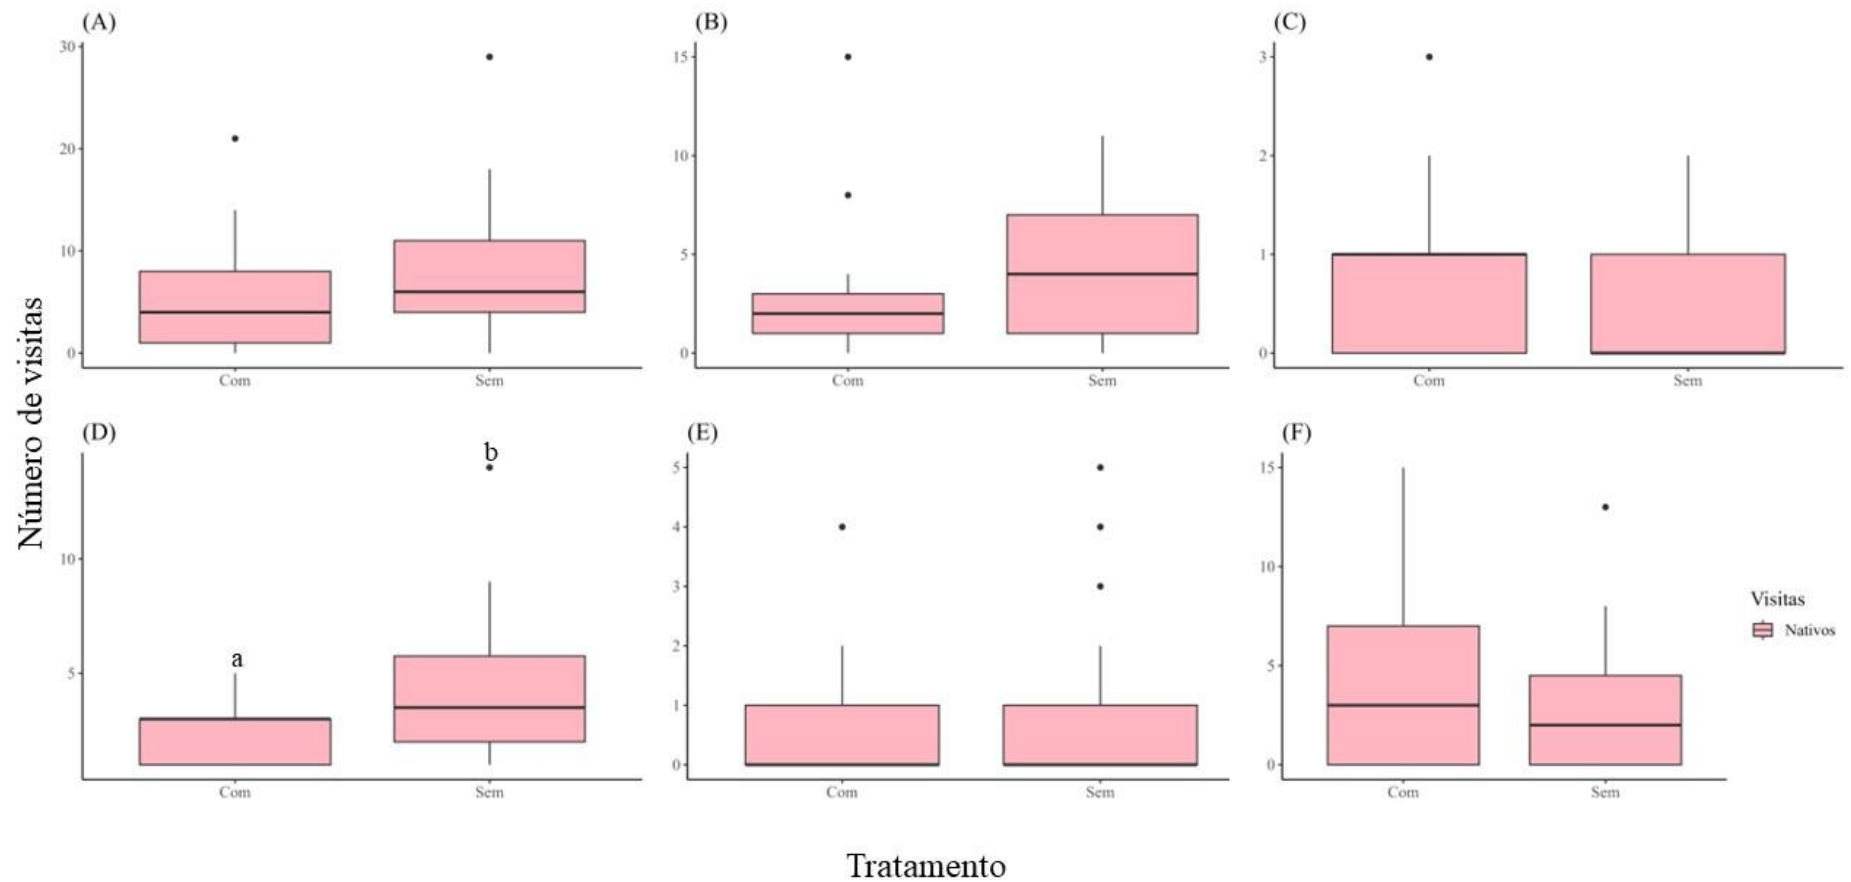 (A)
30
20
10
0
Com
Sem
(B)
15
10
5
0
Com
Sem
(C)
3
2
1
0
Com
Sem
Número de visitas
(D)
10
5
a
b
Com
Sem
(E)
5
4
3
2
1
0
Com
Sem
(F)
15
10
5
0
Com
Sem
Visitas
Nativos
Tratamento